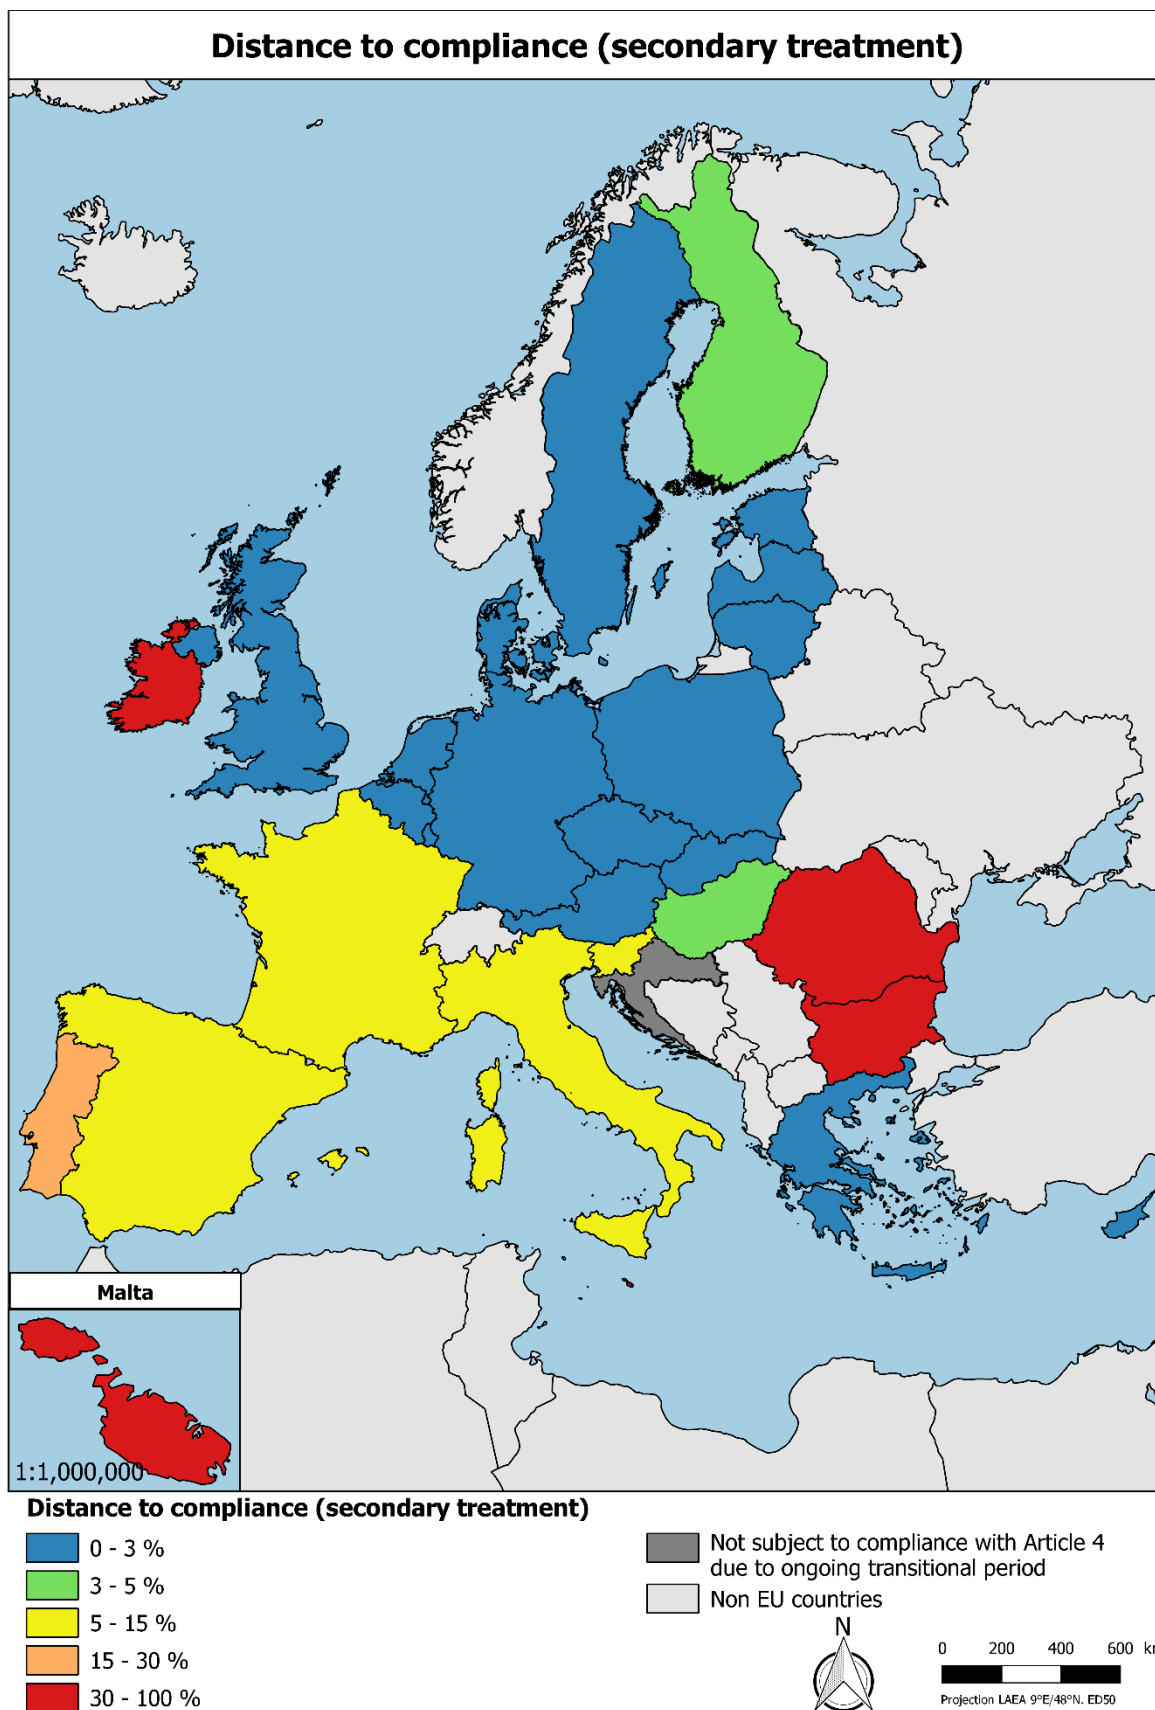 Distance to compliance (secondary treatment)
Malta
1:1,000,000
Distance to compliance (secondary treatment)
0 - 3 %
3 - 5 %
5 - 15 %
15 - 30 %
30 - 100 %
Not subject to compliance with Article 4
due to ongoing transitional period
Non EU countries
N
0 200 400 600 km
Projection LAEA 9°E/48°N. ED50